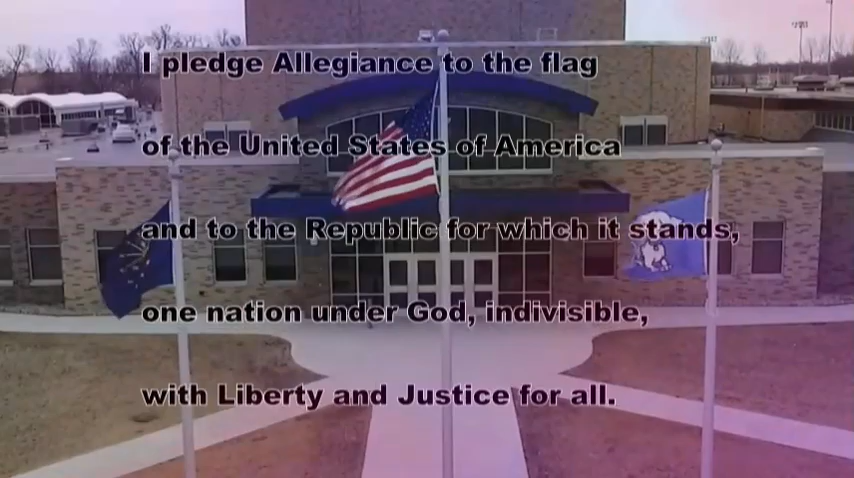 I pledge Allegiance to the flag
of the United States of America
and to the Republic for which it stands,
one nation under God, indivisible,
with Liberty and Justice for all.